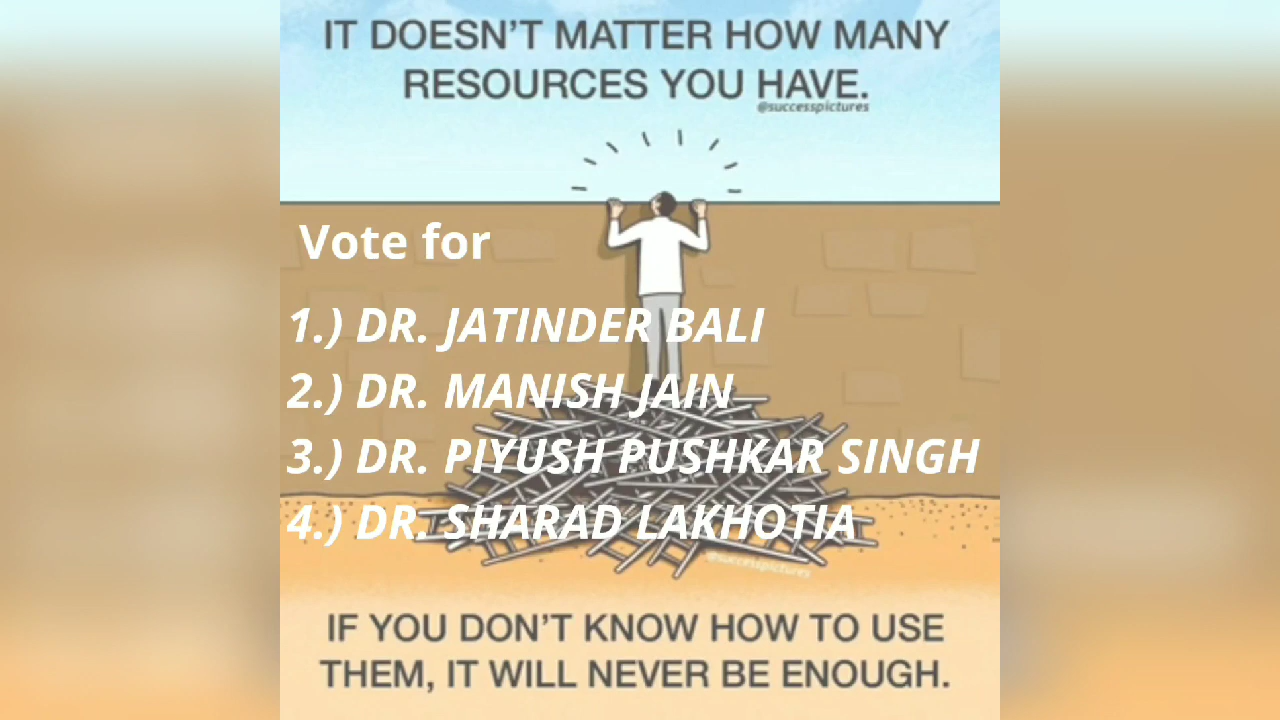 IT DOESN'T MATTER HOW MANY
RESOURCES YOU HAVE.
@successpictures
Vote for
1.) DR. JATINDER BALI
2.) DR. MANISH JAIN
3.) DR. PIYUSH PUSHKAR SINGH
4.) DR. SHARAD LAKHOTIA
@successpictures
IF YOU DON'T KNOW HOW TO USE
THEM, IT WILL NEVER BE ENOUGH.